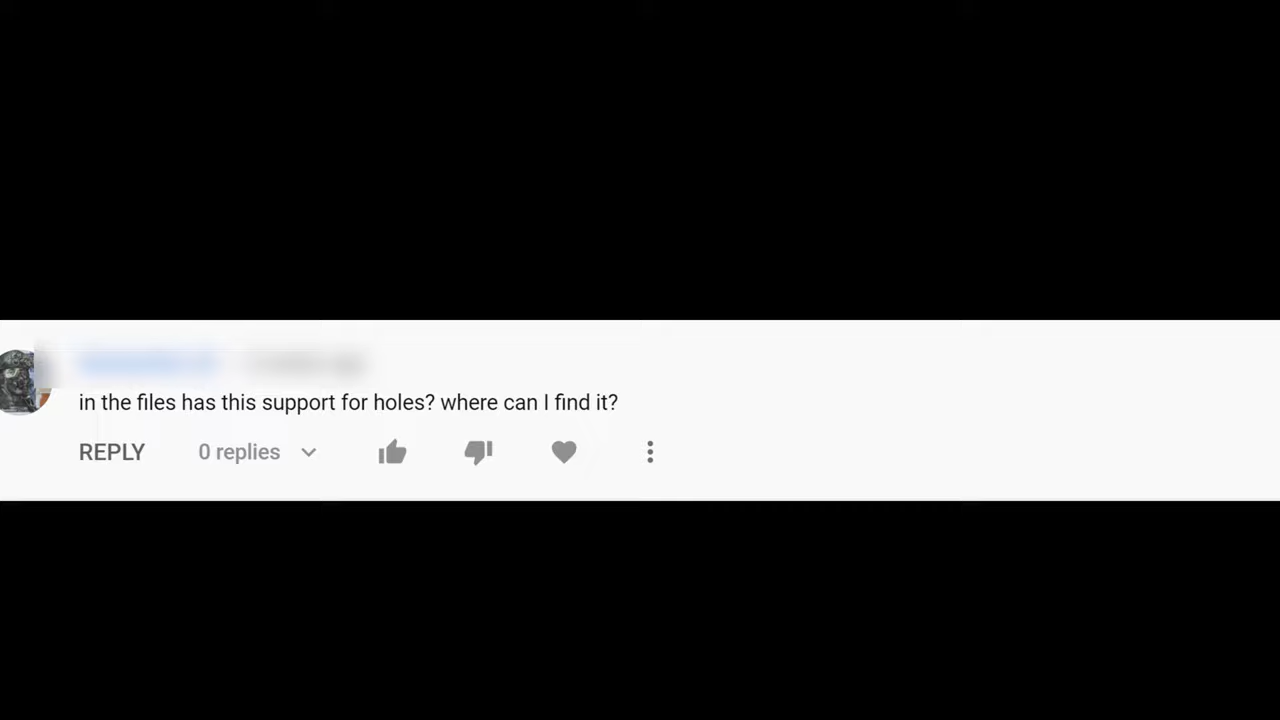 in the files has this support for holes? where can I find it?
REPLY 0 replies